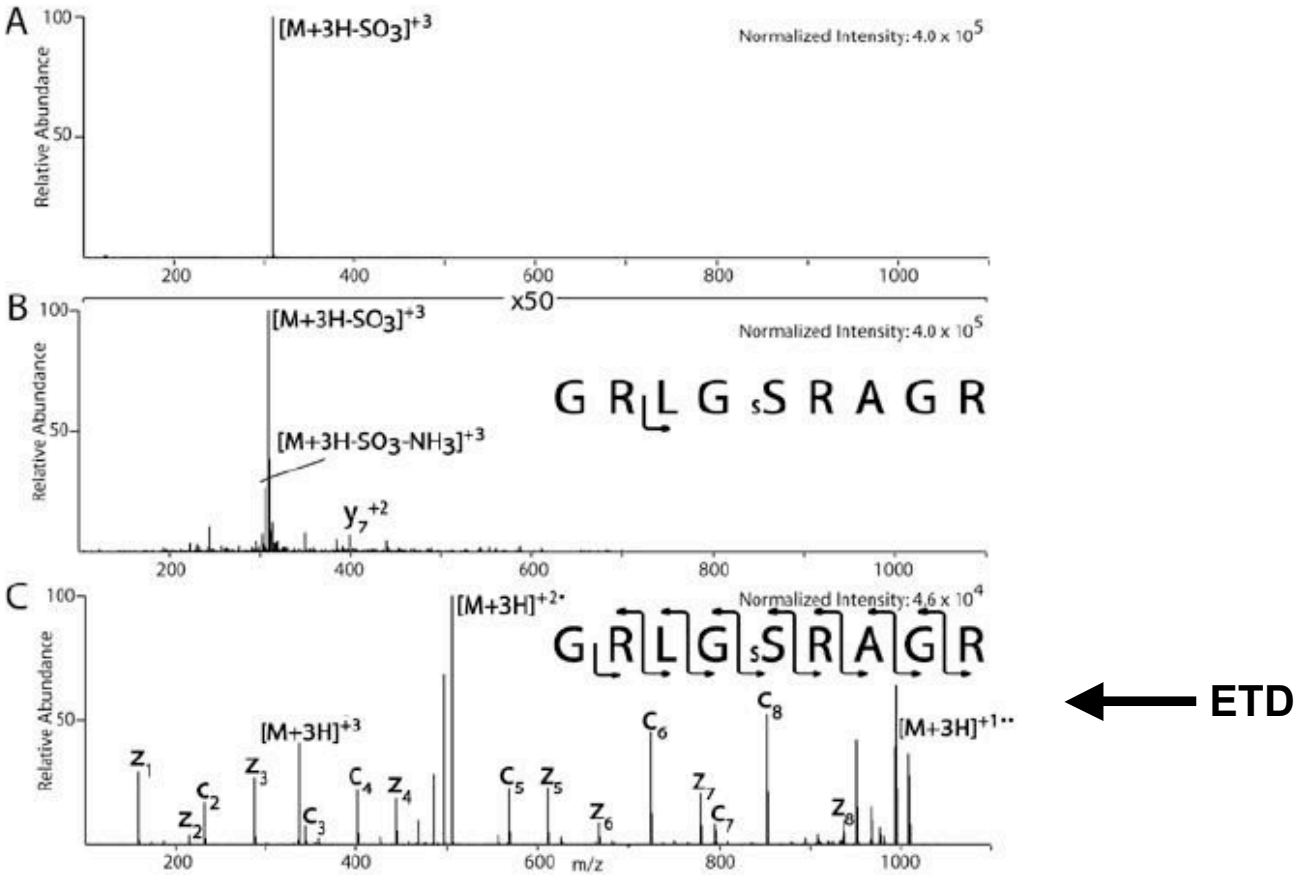 A
100
[M+3H-SO3]+3
Normalized Intensity: 4.0 x 10^5
Relative Abundance
50
200 400 600 800 1000
x50
B
100
[M+3H-SO3]+3
Normalized Intensity: 4.0 x 10^5
Relative Abundance
G R L G sS R A G R
50
[M+3H-SO3-NH3]+3
y7+2
200 400 600 800 1000
C
100
[M+3H]+2•
Normalized Intensity: 4.6 x 10^4
Relative Abundance
G R L G sS R A G R
50
[M+3H]+3
[M+3H]+1••
ETD
z1 z2 c2 z3 c3 c4 z4 c5 z5 z6 c6 z7 c7 c8 z8
200 400 600 800 1000
m/z